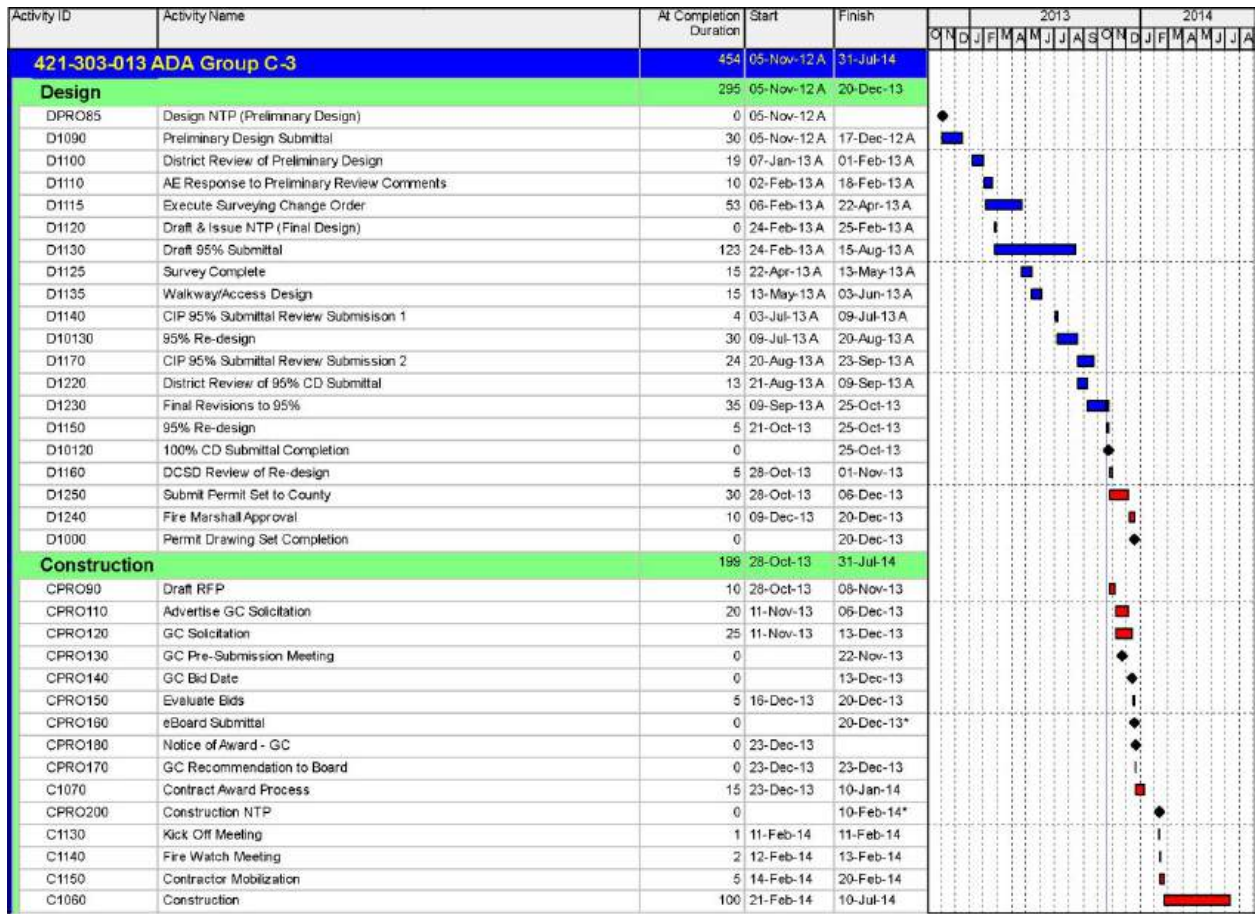 Activity ID Activity Name At Completion Duration Start Finish 2013 2014
O N D J F M A M J J A S O N D J F M A M J J A
421-303-013 ADA Group C-3 454 05-Nov-12 A 31-Jul-14
Design 295 05-Nov-12 A 20-Dec-13
DPRO85 Design NTP (Preliminary Design) 0 05-Nov-12 A
D1090 Preliminary Design Submittal 30 05-Nov-12 A 17-Dec-12 A
D1100 District Review of Preliminary Design 19 07-Jan-13 A 01-Feb-13 A
D1110 AE Response to Preliminary Review Comments 10 02-Feb-13 A 18-Feb-13 A
D1115 Execute Surveying Change Order 53 06-Feb-13 A 22-Apr-13 A
D1120 Draft & Issue NTP (Final Design) 0 24-Feb-13 A 25-Feb-13 A
D1130 Draft 95% Submittal 123 24-Feb-13 A 15-Aug-13 A
D1125 Survey Complete 15 22-Apr-13 A 13-May-13 A
D1135 Walkway/Access Design 15 13-May-13 A 03-Jun-13 A
D1140 CIP 95% Submittal Review Submisison 1 4 03-Jul-13 A 09-Jul-13 A
D10130 95% Re-design 30 09-Jul-13 A 20-Aug-13 A
D1170 CIP 95% Submittal Review Submission 2 24 20-Aug-13 A 23-Sep-13 A
D1220 District Review of 95% CD Submittal 13 21-Aug-13 A 09-Sep-13 A
D1230 Final Revisions to 95% 35 09-Sep-13 A 25-Oct-13
D1150 95% Re-design 5 21-Oct-13 25-Oct-13
D10120 100% CD Submittal Completion 0 25-Oct-13
D1160 DCSD Review of Re-design 5 28-Oct-13 01-Nov-13
D1250 Submit Permit Set to County 30 28-Oct-13 06-Dec-13
D1240 Fire Marshall Approval 10 09-Dec-13 20-Dec-13
D1000 Permit Drawing Set Completion 0 20-Dec-13
Construction 199 28-Oct-13 31-Jul-14
CPRO90 Draft RFP 10 28-Oct-13 08-Nov-13
CPRO110 Advertise GC Solicitation 20 11-Nov-13 06-Dec-13
CPRO120 GC Solicitation 25 11-Nov-13 13-Dec-13
CPRO130 GC Pre-Submission Meeting 0 22-Nov-13
CPRO140 GC Bid Date 0 13-Dec-13
CPRO150 Evaluate Bids 5 16-Dec-13 20-Dec-13
CPRO160 eBoard Submittal 0 20-Dec-13*
CPRO180 Notice of Award - GC 0 23-Dec-13
CPRO170 GC Recommendation to Board 0 23-Dec-13 23-Dec-13
C1070 Contract Award Process 15 23-Dec-13 10-Jan-14
CPRO200 Construction NTP 0 10-Feb-14*
C1130 Kick Off Meeting 1 11-Feb-14 11-Feb-14
C1140 Fire Watch Meeting 2 12-Feb-14 13-Feb-14
C1150 Contractor Mobilization 5 14-Feb-14 20-Feb-14
C1060 Construction 100 21-Feb-14 10-Jul-14